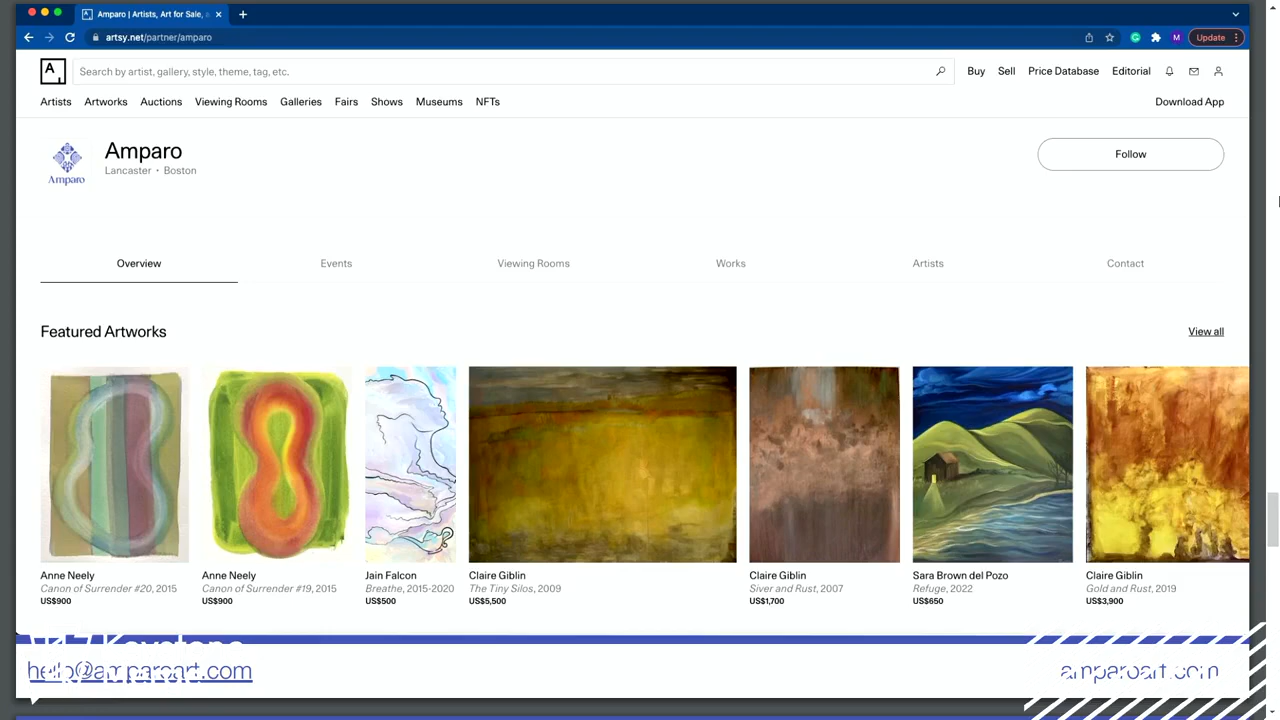 Amparo | Artists, Art for Sale, a
artsy.net/partner/amparo
M
Update
A
Search by artist, gallery, style, theme, tag, etc.
Buy Sell Price Database Editorial
Artists Artworks Auctions Viewing Rooms Galleries Fairs Shows Museums NFTs
Download App
Amparo
Amparo
Lancaster • Boston
Follow
Overview Events Viewing Rooms Works Artists Contact
Featured Artworks
View all
Anne Neely
Canon of Surrender #20, 2015
US$900
Anne Neely
Canon of Surrender #19, 2015
US$900
Jain Falcon
Breathe, 2015-2020
US$500
Claire Giblin
The Tiny Silos, 2009
US$5,500
Claire Giblin
Siver and Rust, 2007
US$1,700
Sara Brown del Pozo
Refuge, 2022
US$650
Claire Giblin
Gold and Rust, 2019
US$3,900
Keystone
Merge
hello@amparoart.com
amparoart.com